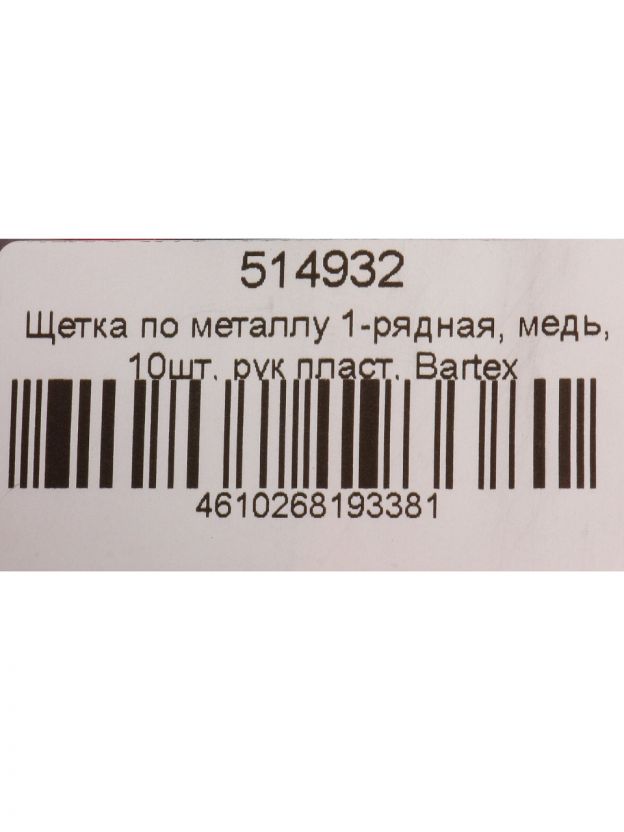 514932
Щетка по металлу 1-рядная, медь,
10шт, рук пласт, Bartex
4610268193381